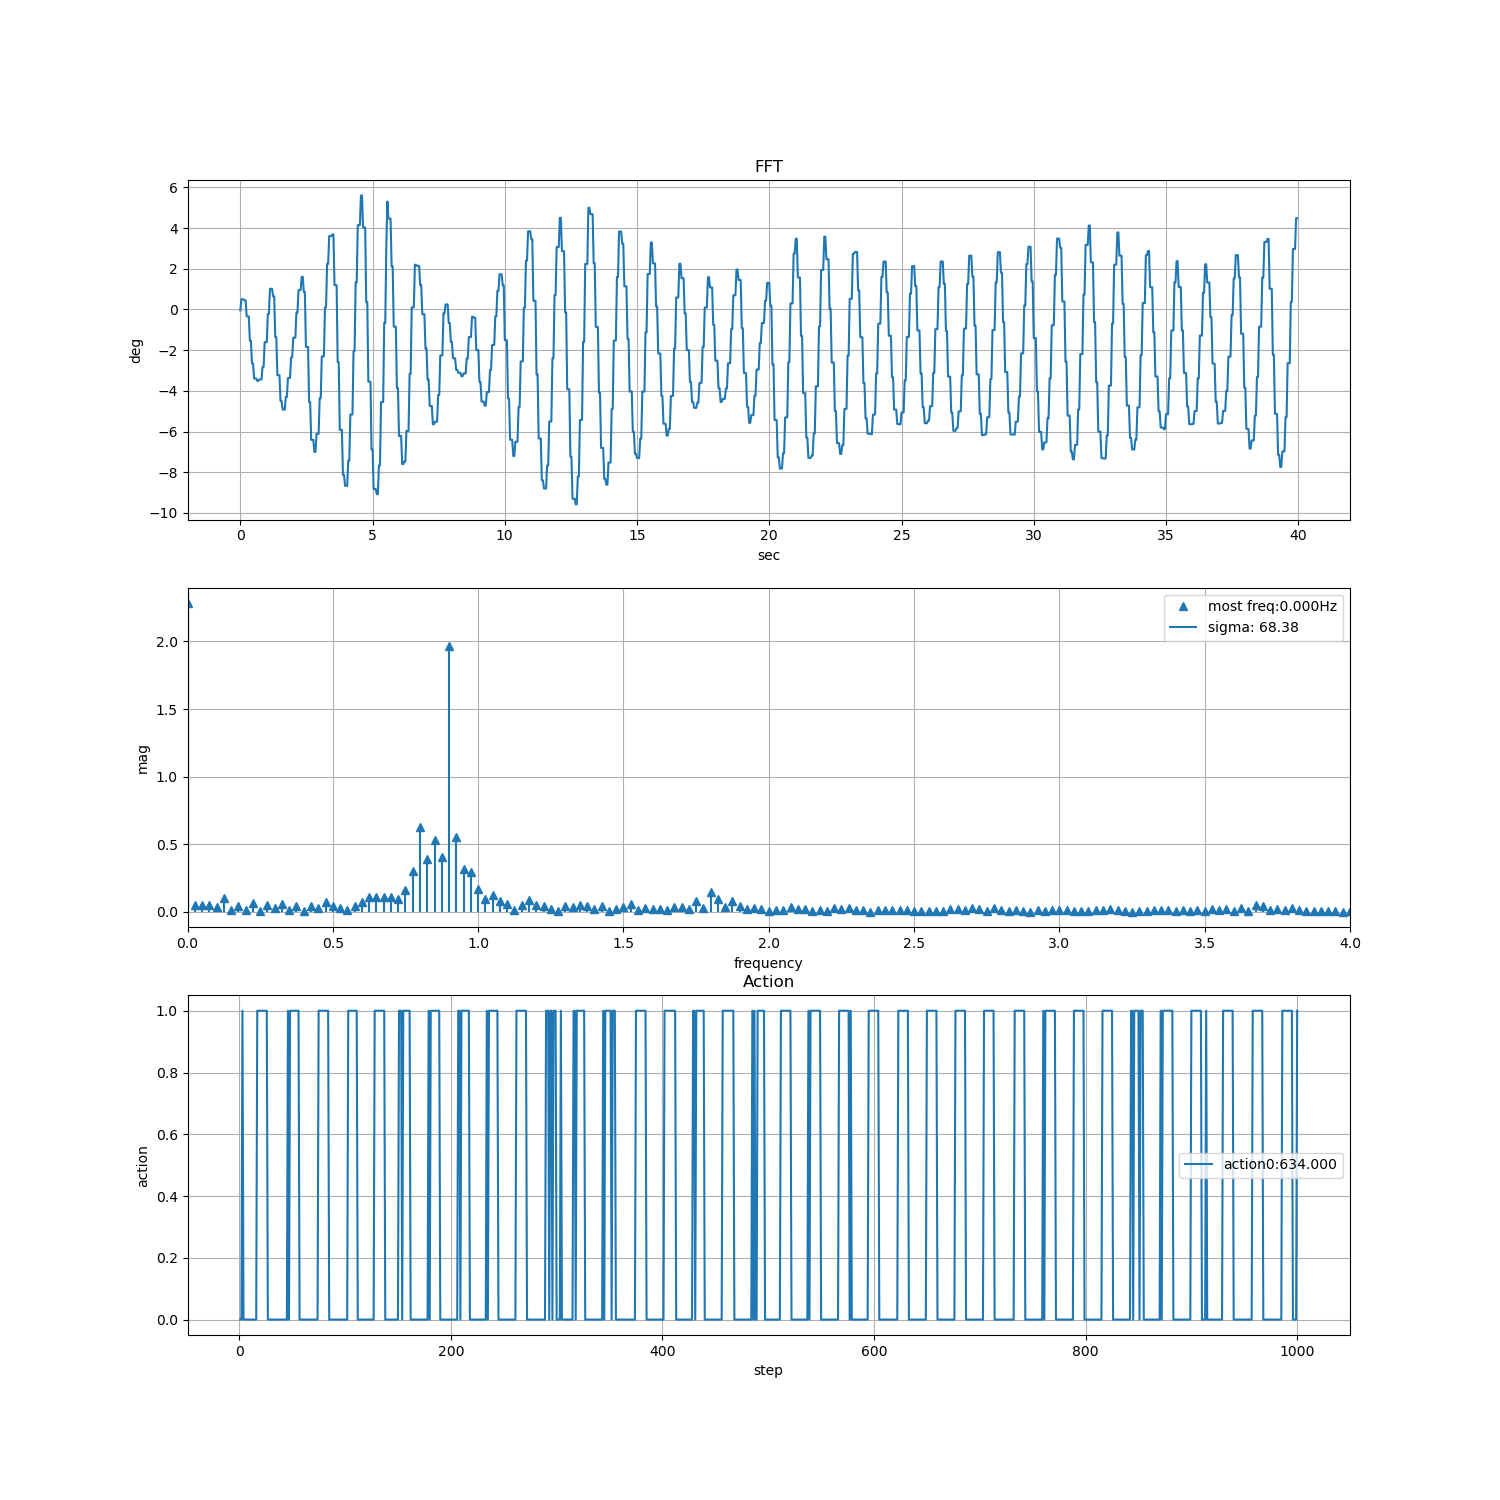 FFT
6
4
2
0
−2
−4
−6
−8
−10
deg
0 5 10 15 20 25 30 35 40
sec
most freq:0.000Hz
sigma: 68.38
2.0
1.5
1.0
0.5
0.0
mag
0.0 0.5 1.0 1.5 2.0 2.5 3.0 3.5 4.0
frequency
Action
1.0
0.8
0.6
0.4
0.2
0.0
action
action0:634.000
0 200 400 600 800 1000
step